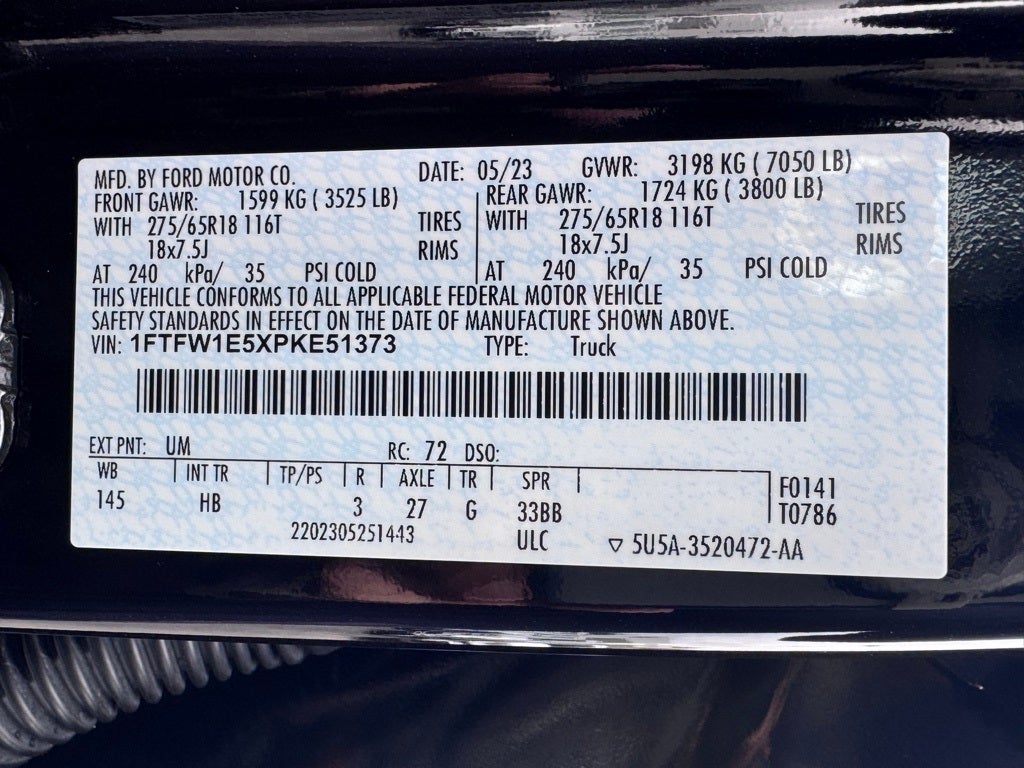 MFD. BY FORD MOTOR CO. DATE: 05/23 GVWR: 3198 KG ( 7050 LB)
FRONT GAWR: 1599 KG ( 3525 LB) REAR GAWR: 1724 KG ( 3800 LB)
WITH 275/65R18 116T TIRES WITH 275/65R18 116T TIRES
18x7.5J RIMS 18x7.5J RIMS
AT 240 kPa/ 35 PSI COLD AT 240 kPa/ 35 PSI COLD
THIS VEHICLE CONFORMS TO ALL APPLICABLE FEDERAL MOTOR VEHICLE
SAFETY STANDARDS IN EFFECT ON THE DATE OF MANUFACTURE SHOWN ABOVE.
VIN: 1FTFW1E5XPKE51373 TYPE: Truck
EXT PNT: UM RC: 72 DSO:
WB INT TR TP/PS R AXLE TR SPR F0141
145 HB 3 27 G 33BB T0786
2202305251443 ULC ▽ 5U5A-3520472-AA